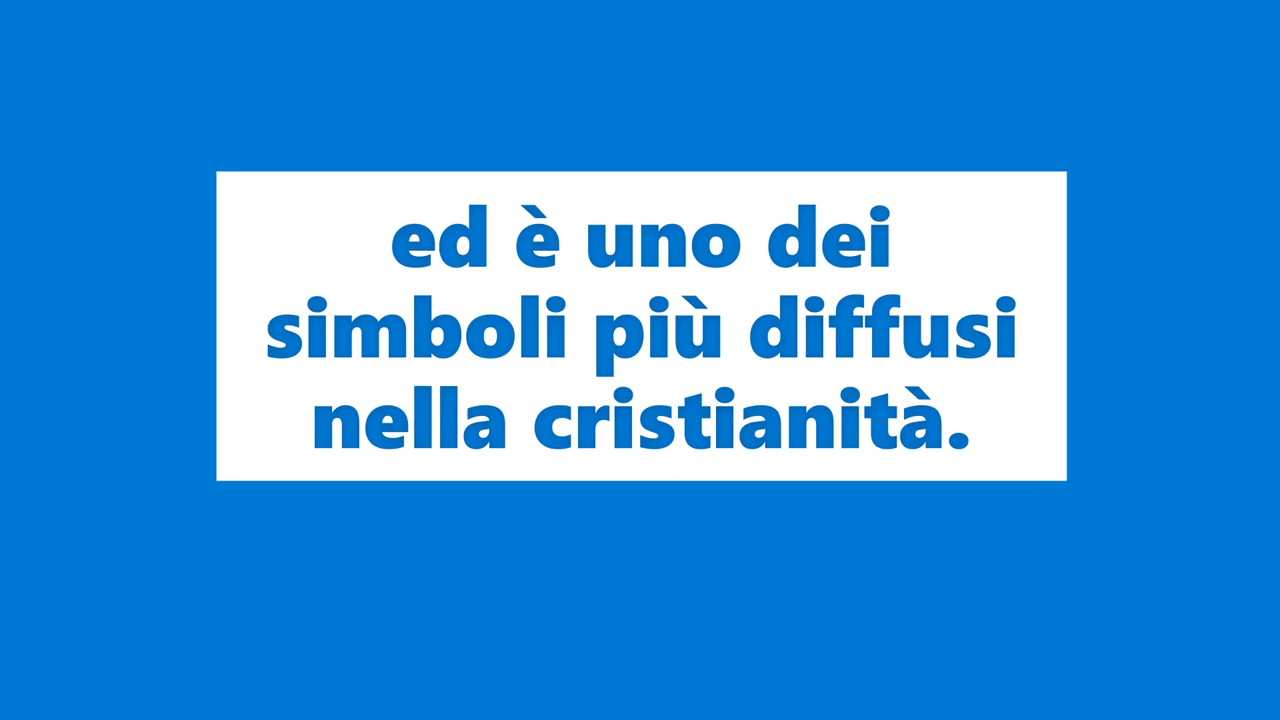 ed è uno dei
simboli più diffusi
nella cristianità.